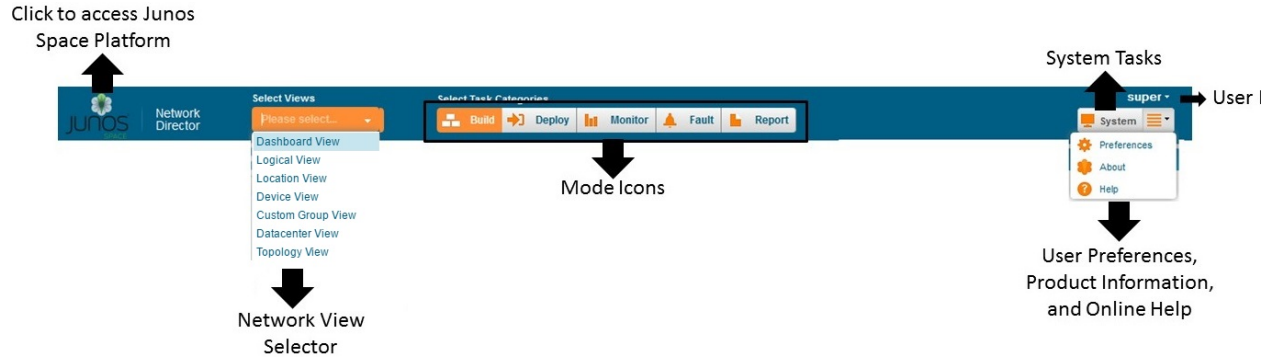 Click to access Junos
Space Platform
System Tasks
Select Views
Select Task Categories
super
User
JUNOS
SPACE
Network
Director
Please select...
Build
Deploy
Monitor
Fault
Report
System
Dashboard View
Logical View
Location View
Device View
Custom Group View
Datacenter View
Topology View
Preferences
About
Help
Mode Icons
Network View
Selector
User Preferences,
Product Information,
and Online Help